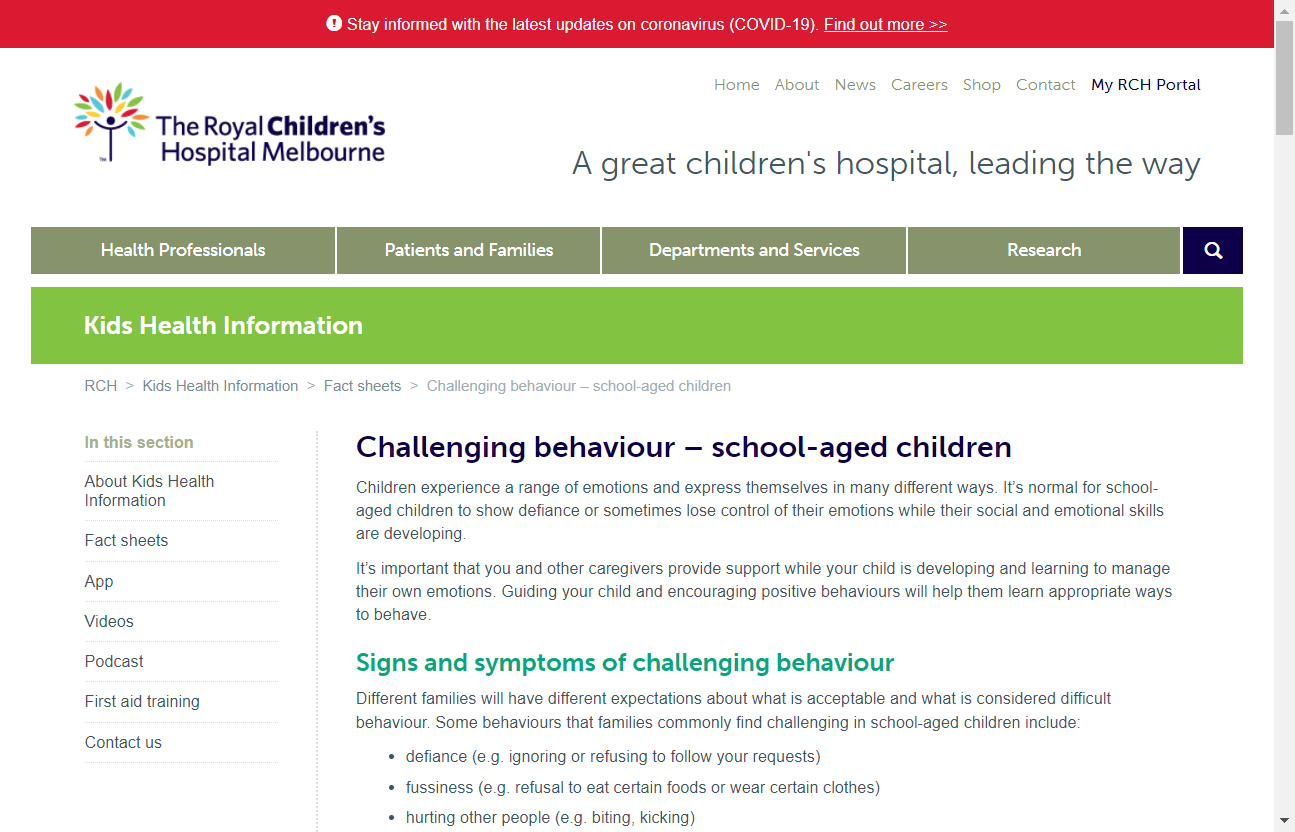 Stay informed with the latest updates on coronavirus (COVID-19). Find out more >>
Home About News Careers Shop Contact My RCH Portal
The Royal Children's
Hospital Melbourne
TM
A great children's hospital, leading the way
Health Professionals Patients and Families Departments and Services Research
Kids Health Information
RCH > Kids Health Information > Fact sheets > Challenging behaviour – school-aged children
In this section
About Kids Health
Information
Fact sheets
App
Videos
Podcast
First aid training
Contact us
Challenging behaviour – school-aged children
Children experience a range of emotions and express themselves in many different ways. It’s normal for school-
aged children to show defiance or sometimes lose control of their emotions while their social and emotional skills
are developing.
It’s important that you and other caregivers provide support while your child is developing and learning to manage
their own emotions. Guiding your child and encouraging positive behaviours will help them learn appropriate ways
to behave.
Signs and symptoms of challenging behaviour
Different families will have different expectations about what is acceptable and what is considered difficult
behaviour. Some behaviours that families commonly find challenging in school-aged children include:
• defiance (e.g. ignoring or refusing to follow your requests)
• fussiness (e.g. refusal to eat certain foods or wear certain clothes)
• hurting other people (e.g. biting, kicking)